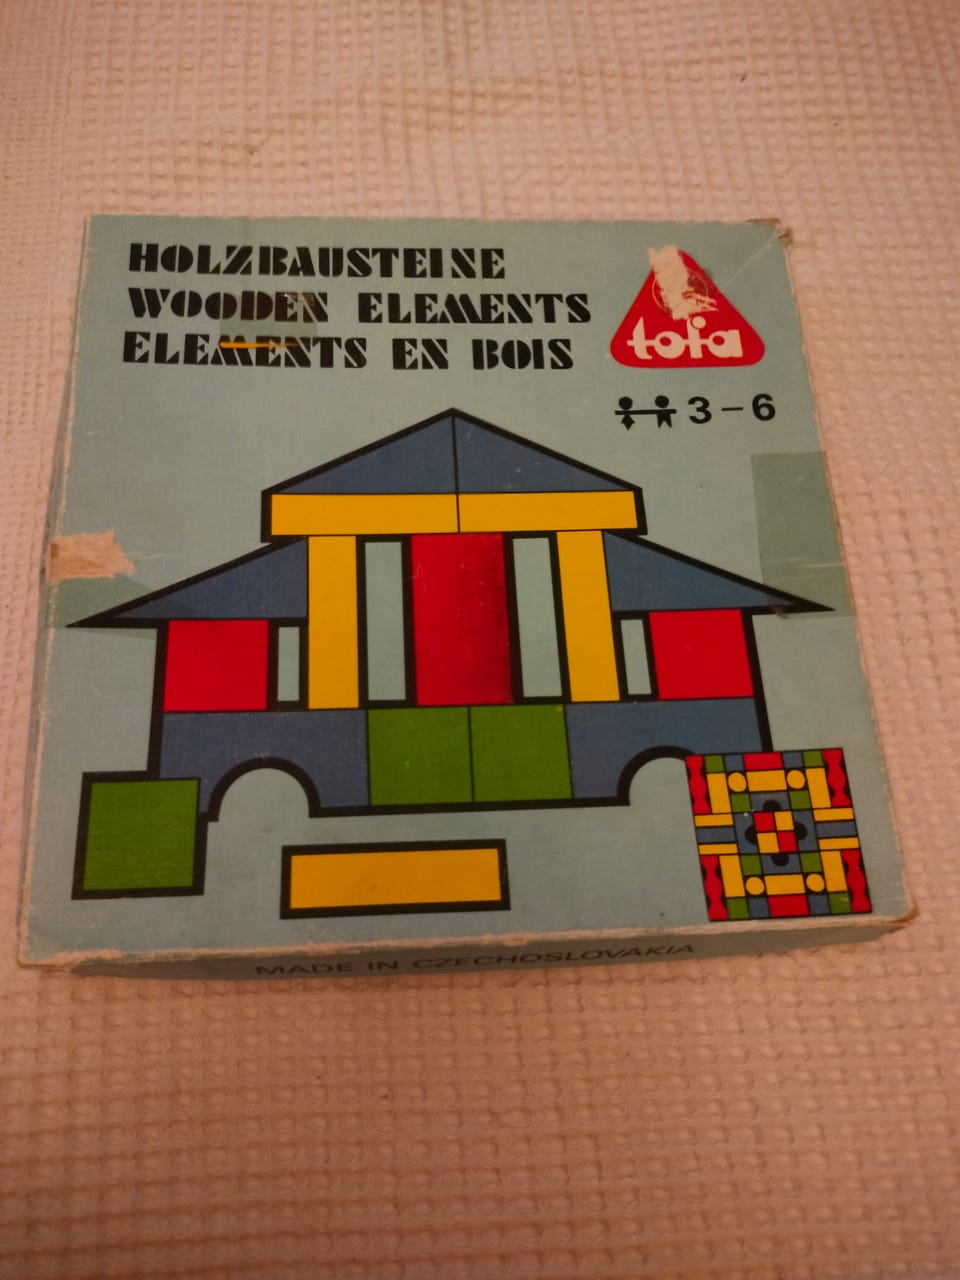 HOLZBAUSTEINE
WOODEN ELEMENTS
ELEMENTS EN BOIS
tofa
3-6
MADE IN CZECHOSLOVAKIA